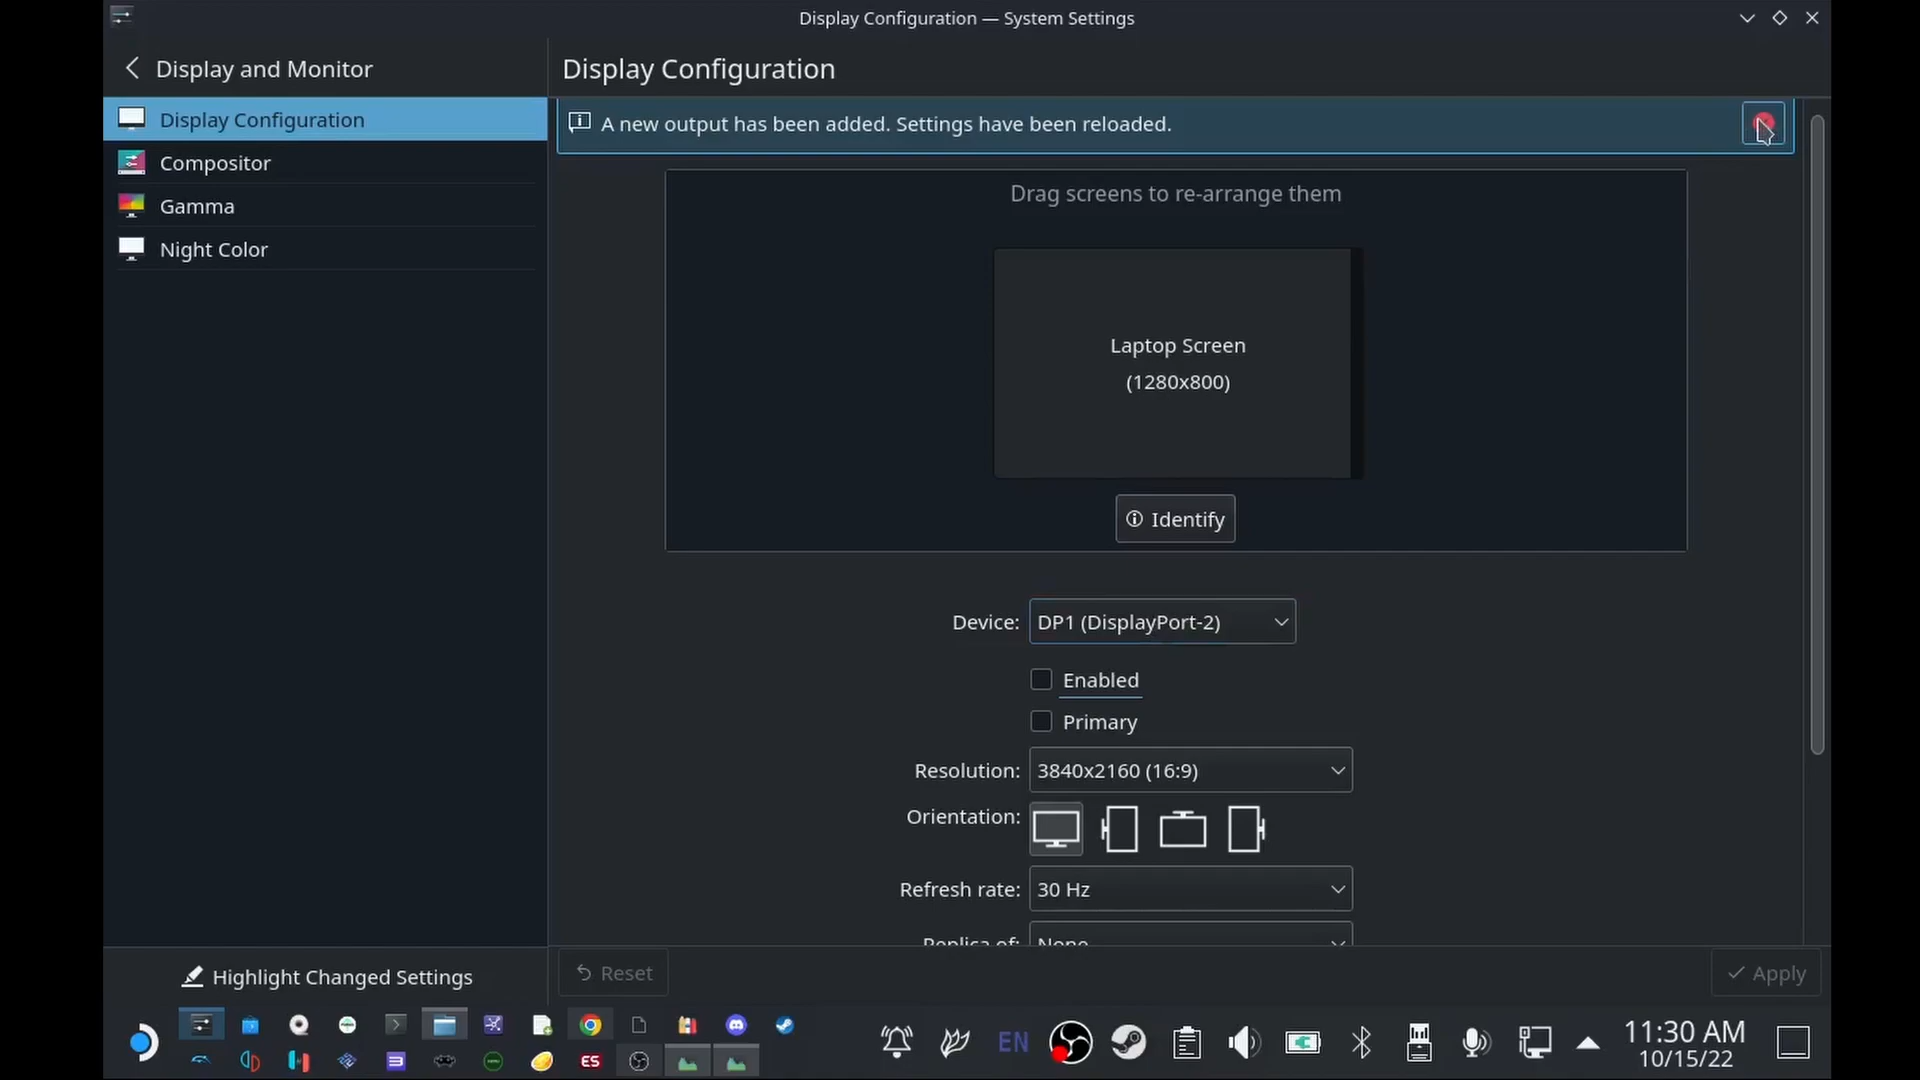 Display Configuration — System Settings
Display and Monitor
Display Configuration
Display Configuration
Compositor
Gamma
Night Color
A new output has been added. Settings have been reloaded.
Drag screens to re-arrange them
Laptop Screen
(1280x800)
Identify
Device: DP1 (DisplayPort-2)
Enabled
Primary
Resolution: 3840x2160 (16:9)
Orientation:
Refresh rate: 30 Hz
Replica of: None
Highlight Changed Settings
Reset
Apply
EN
ES
11:30 AM
10/15/22